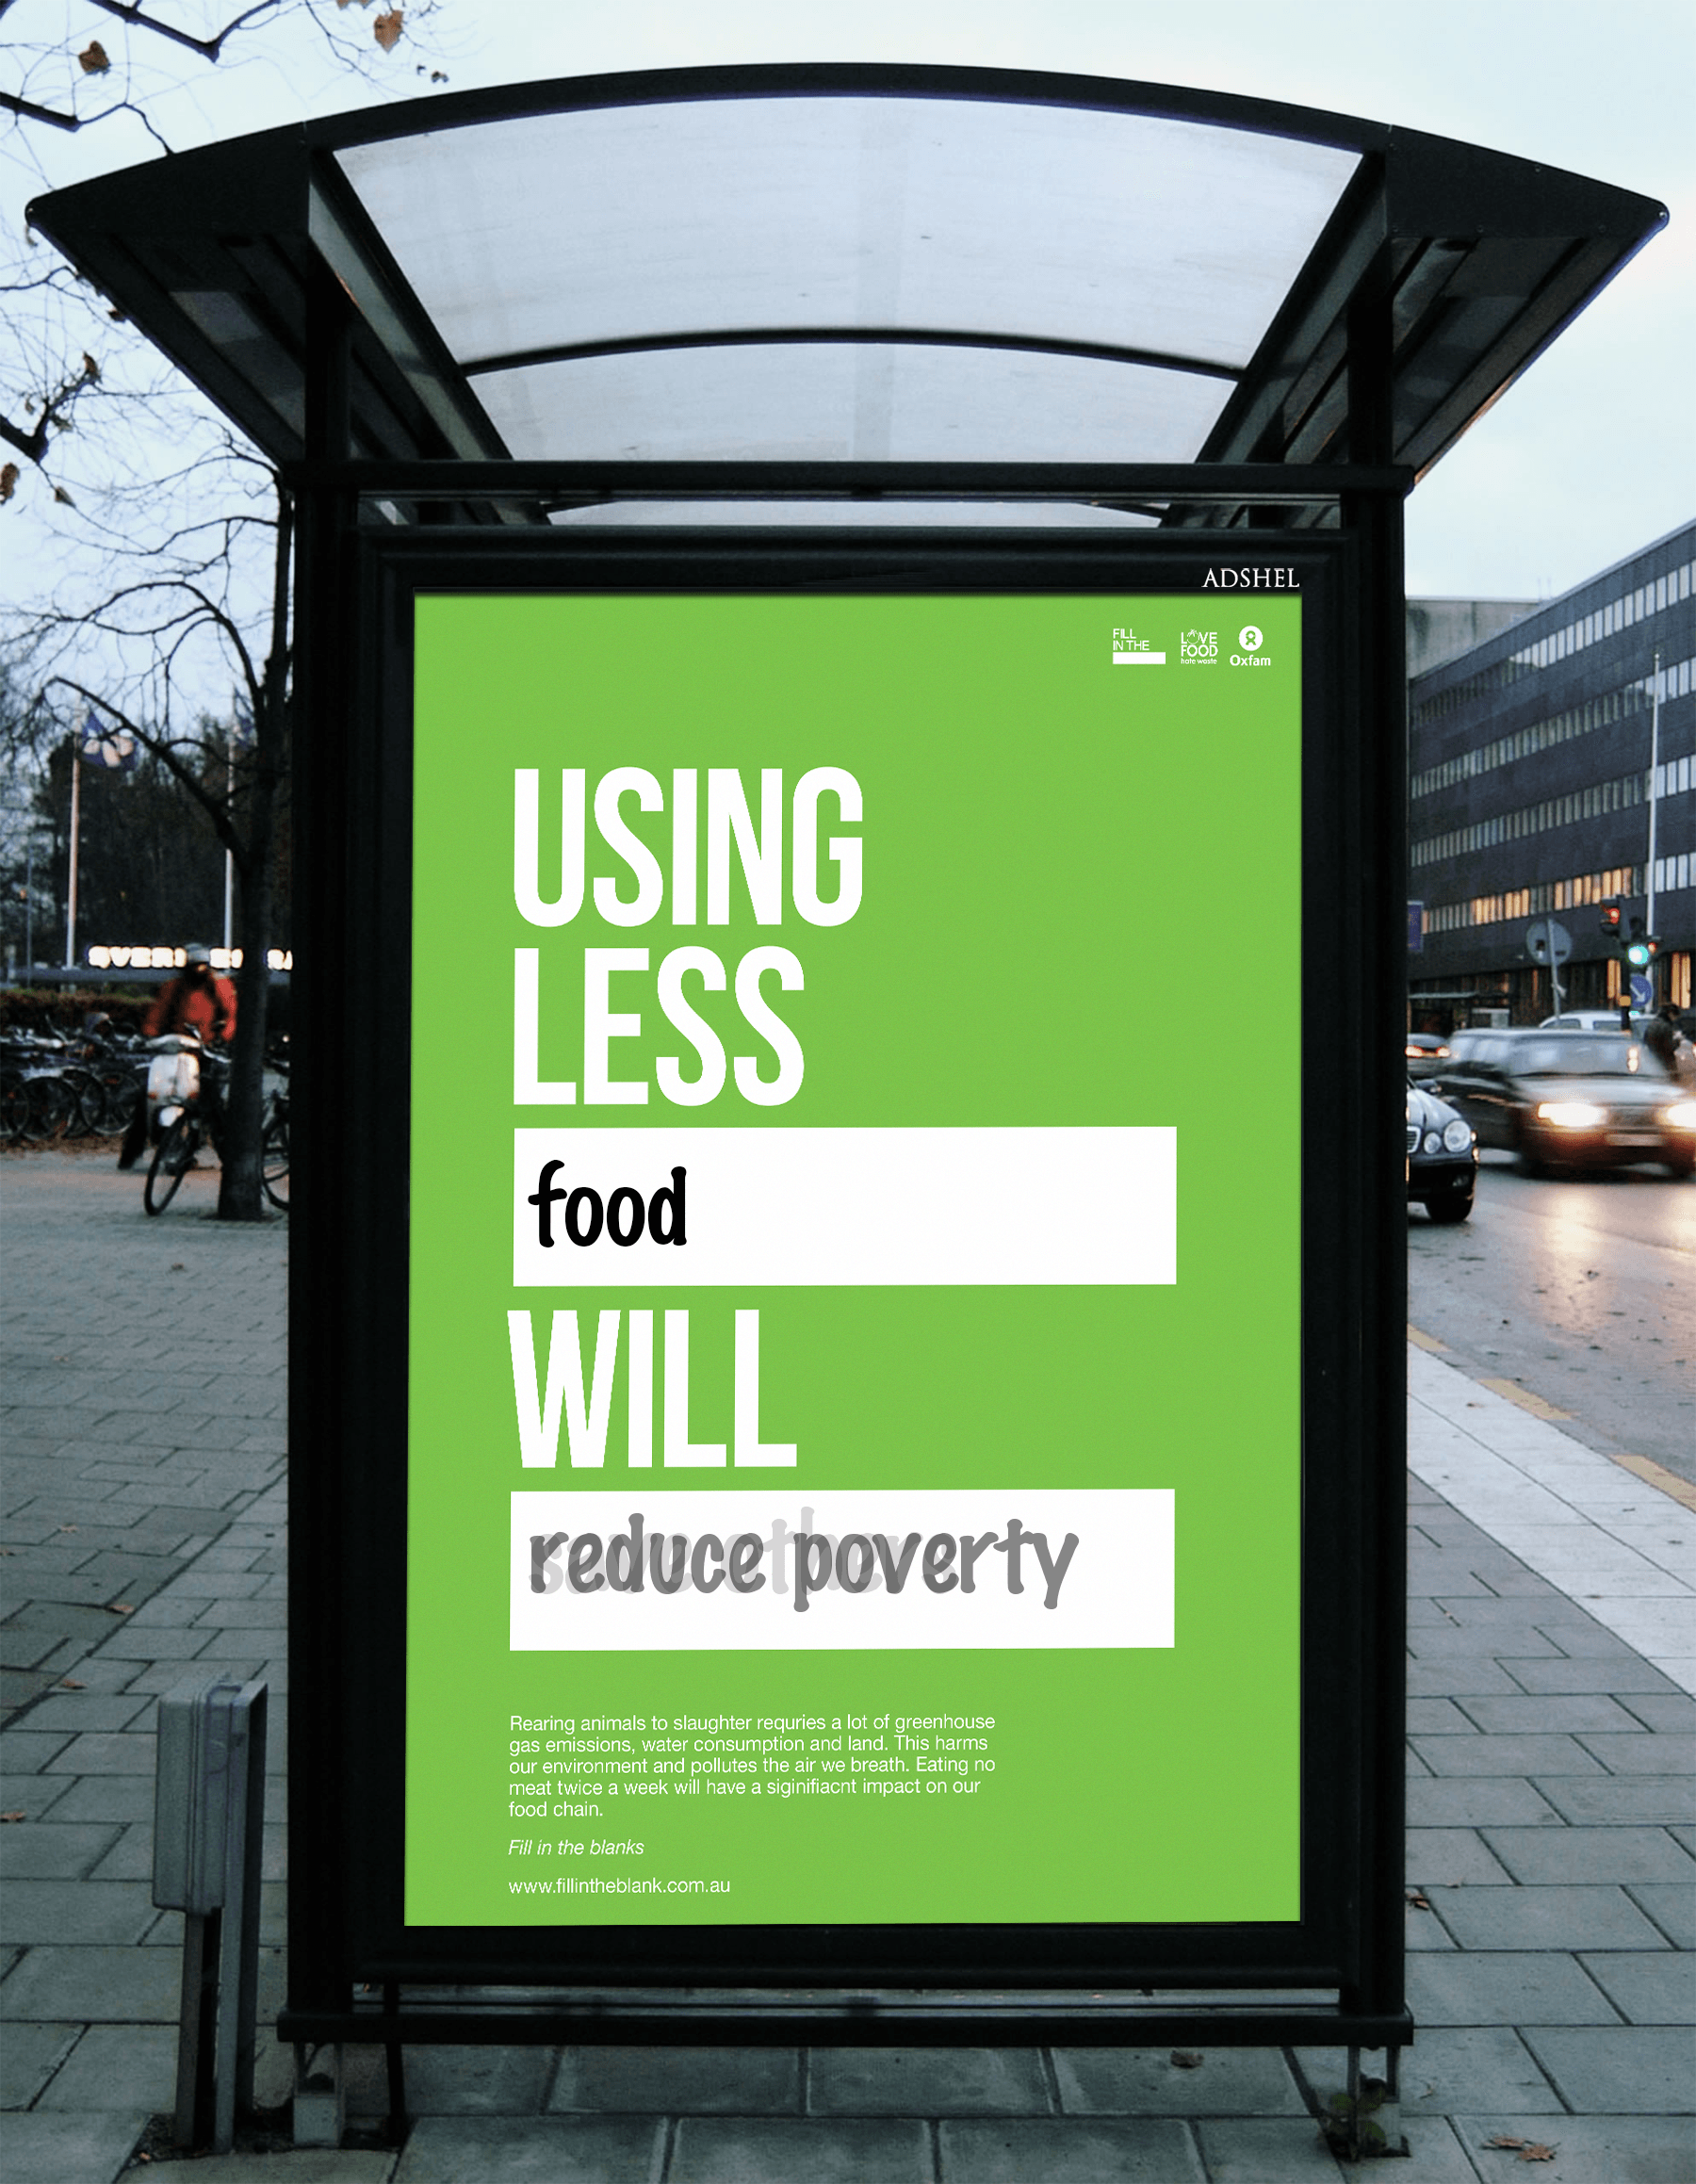 ADSHEL
FILL
IN THE
LOVE
FOOD
hate waste
Oxfam
USING
LESS
food
WILL
reduce poverty
Rearing animals to slaughter requries a lot of greenhouse
gas emissions, water consumption and land. This harms
our environment and pollutes the air we breath. Eating no
meat twice a week will have a siginifiacnt impact on our
food chain.
Fill in the blanks
www.fillintheblank.com.au